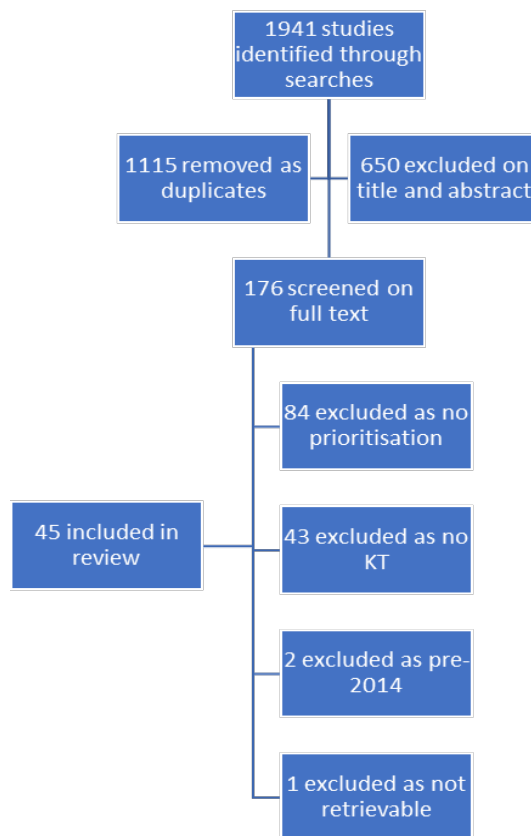 1941 studies
identified through
searches
1115 removed as
duplicates
650 excluded on
title and abstract
176 screened on
full text
84 excluded as no
prioritisation
45 included in
review
43 excluded as no
KT
2 excluded as pre-
2014
1 excluded as not
retrievable